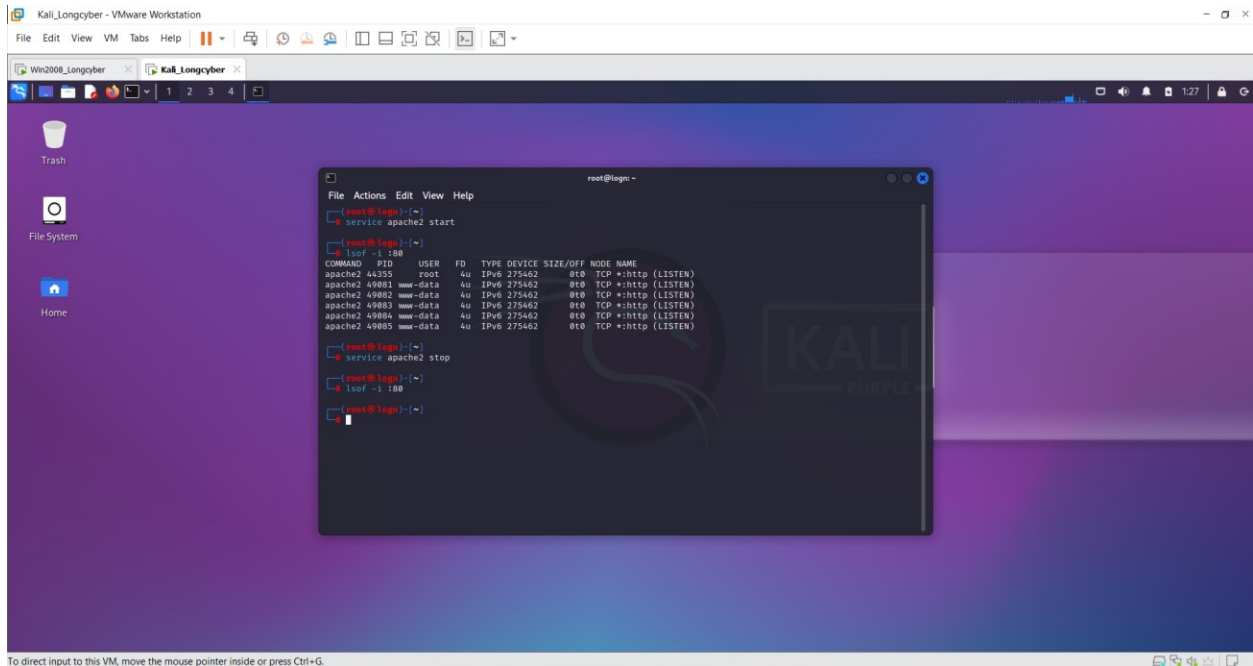 Kali_Longcyber - VMware Workstation
File Edit View VM Tabs Help
Win2008_Longcyber Kali_Longcyber
1 2 3 4 1:27
Trash
File System
Home
root@logn: ~
File Actions Edit View Help
┌──(root㉿logn)-[~]
└─# service apache2 start
┌──(root㉿logn)-[~]
└─# lsof -i :80
COMMAND PID USER FD TYPE DEVICE SIZE/OFF NODE NAME
apache2 44355 root 4u IPv6 275462 0t0 TCP *:http (LISTEN)
apache2 49081 www-data 4u IPv6 275462 0t0 TCP *:http (LISTEN)
apache2 49082 www-data 4u IPv6 275462 0t0 TCP *:http (LISTEN)
apache2 49083 www-data 4u IPv6 275462 0t0 TCP *:http (LISTEN)
apache2 49084 www-data 4u IPv6 275462 0t0 TCP *:http (LISTEN)
apache2 49085 www-data 4u IPv6 275462 0t0 TCP *:http (LISTEN)
┌──(root㉿logn)-[~]
└─# service apache2 stop
┌──(root㉿logn)-[~]
└─# lsof -i :80
┌──(root㉿logn)-[~]
└─#
KALI
PURPLE
To direct input to this VM, move the mouse pointer inside or press Ctrl+G.